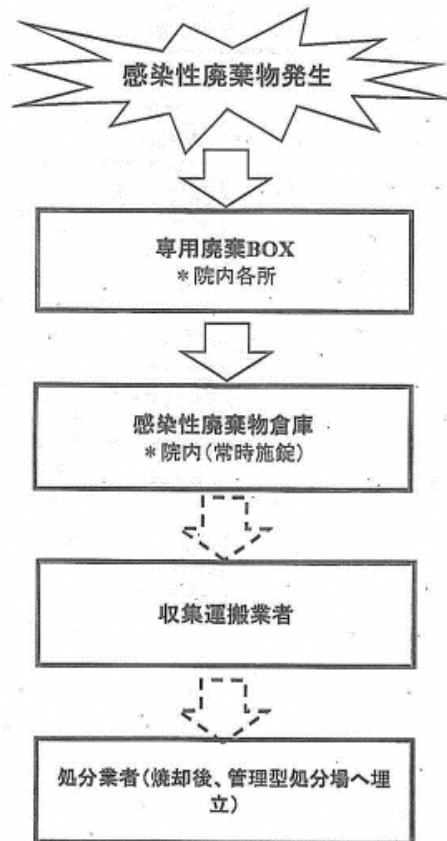 感染性廃棄物発生
専用廃棄BOX
＊院内各所
感染性廃棄物倉庫
＊院内（常時施錠）
収集運搬業者
処分業者（焼却後、管理型処分場へ埋
立）